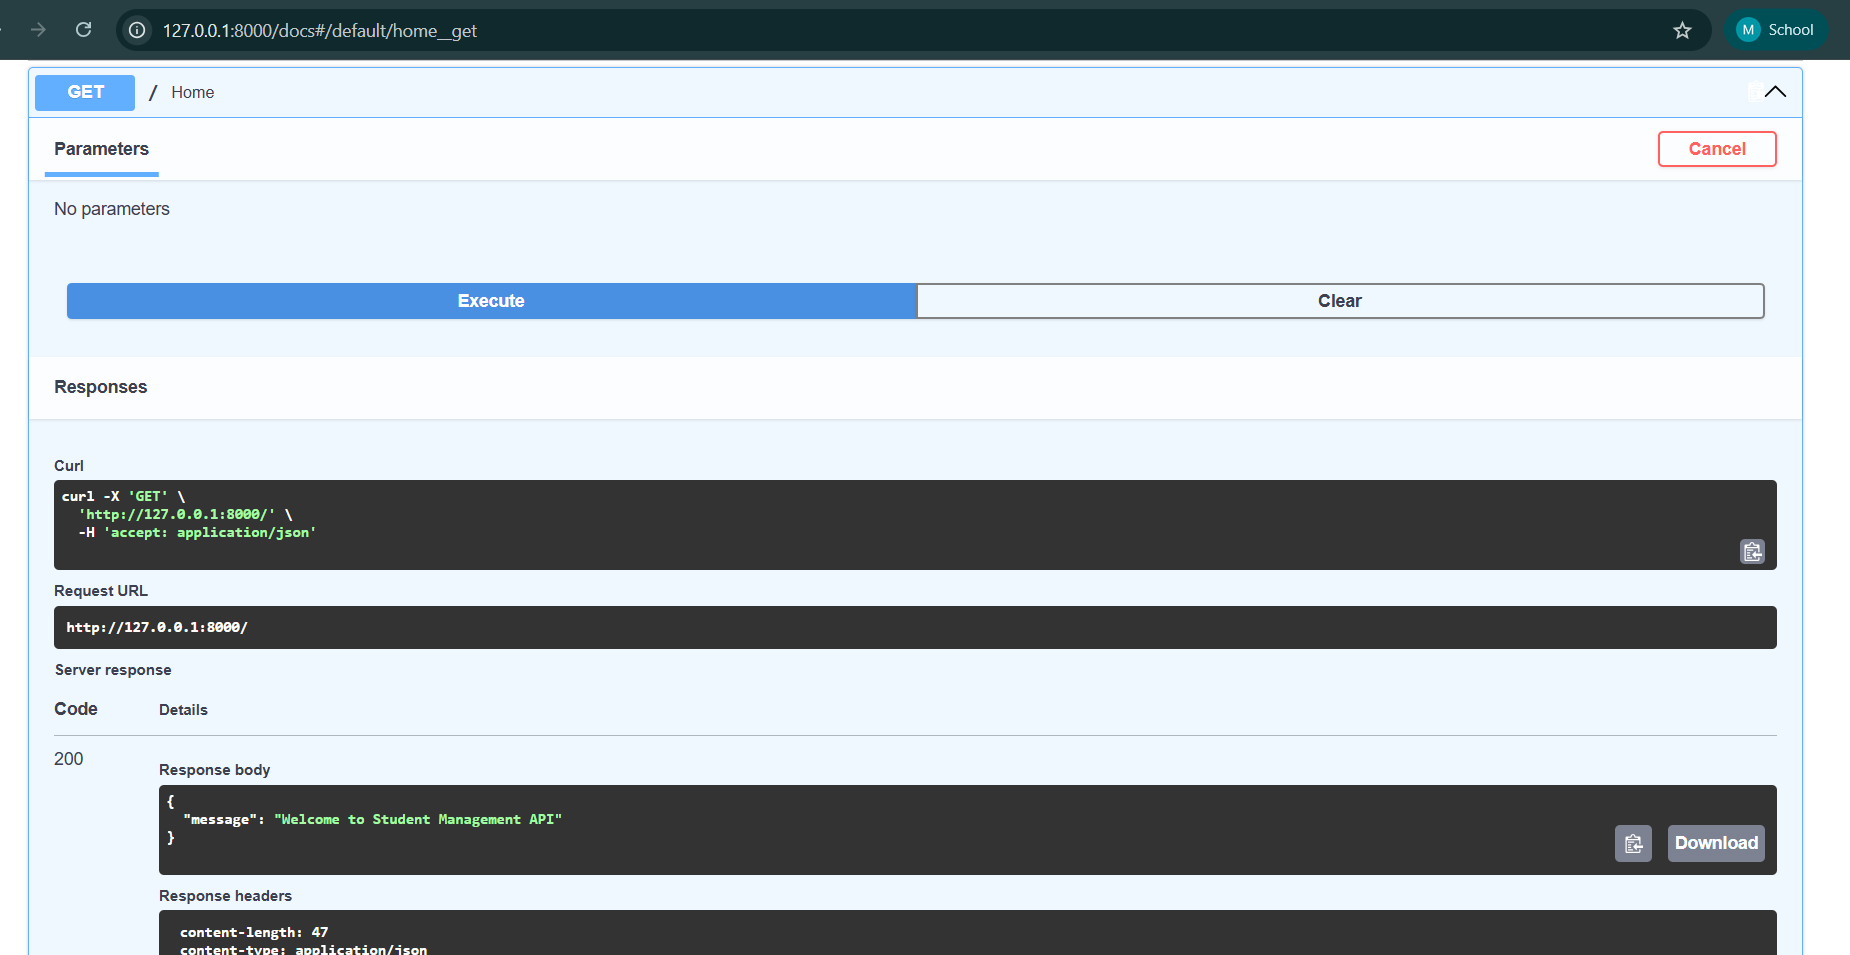 127.0.0.1:8000/docs#/default/home__get
M School
GET / Home
Parameters
Cancel
No parameters
Execute
Clear
Responses
Curl
curl -X 'GET' \
'http://127.0.0.1:8000/' \
-H 'accept: application/json'
Request URL
http://127.0.0.1:8000/
Server response
Code Details
200
Response body
{
"message": "Welcome to Student Management API"
}
Download
Response headers
content-length: 47
content-type: application/json